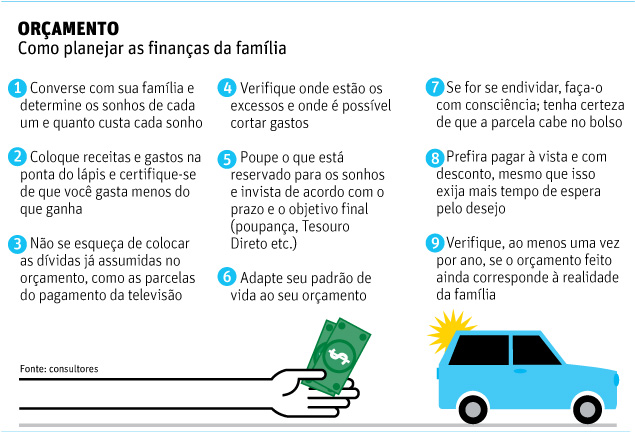 ORÇAMENTO
Como planejar as finanças da família
1 Converse com sua família e
determine os sonhos de cada
um e quanto custa cada sonho
2 Coloque receitas e gastos na
ponta do lápis e certifique-se
de que você gasta menos do
que ganha
3 Não se esqueça de colocar
as dívidas já assumidas no
orçamento, como as parcelas
do pagamento da televisão
4 Verifique onde estão os
excessos e onde é possível
cortar gastos
5 Poupe o que está
reservado para os sonhos
e invista de acordo com o
prazo e o objetivo final
(poupança, Tesouro
Direto etc.)
6 Adapte seu padrão de
vida ao seu orçamento
7 Se for se endividar, faça-o
com consciência; tenha certeza
de que a parcela cabe no bolso
8 Prefira pagar à vista e com
desconto, mesmo que isso
exija mais tempo de espera
pelo desejo
9 Verifique, ao menos uma vez
por ano, se o orçamento feito
ainda corresponde à realidade
da família
Fonte: consultores
$